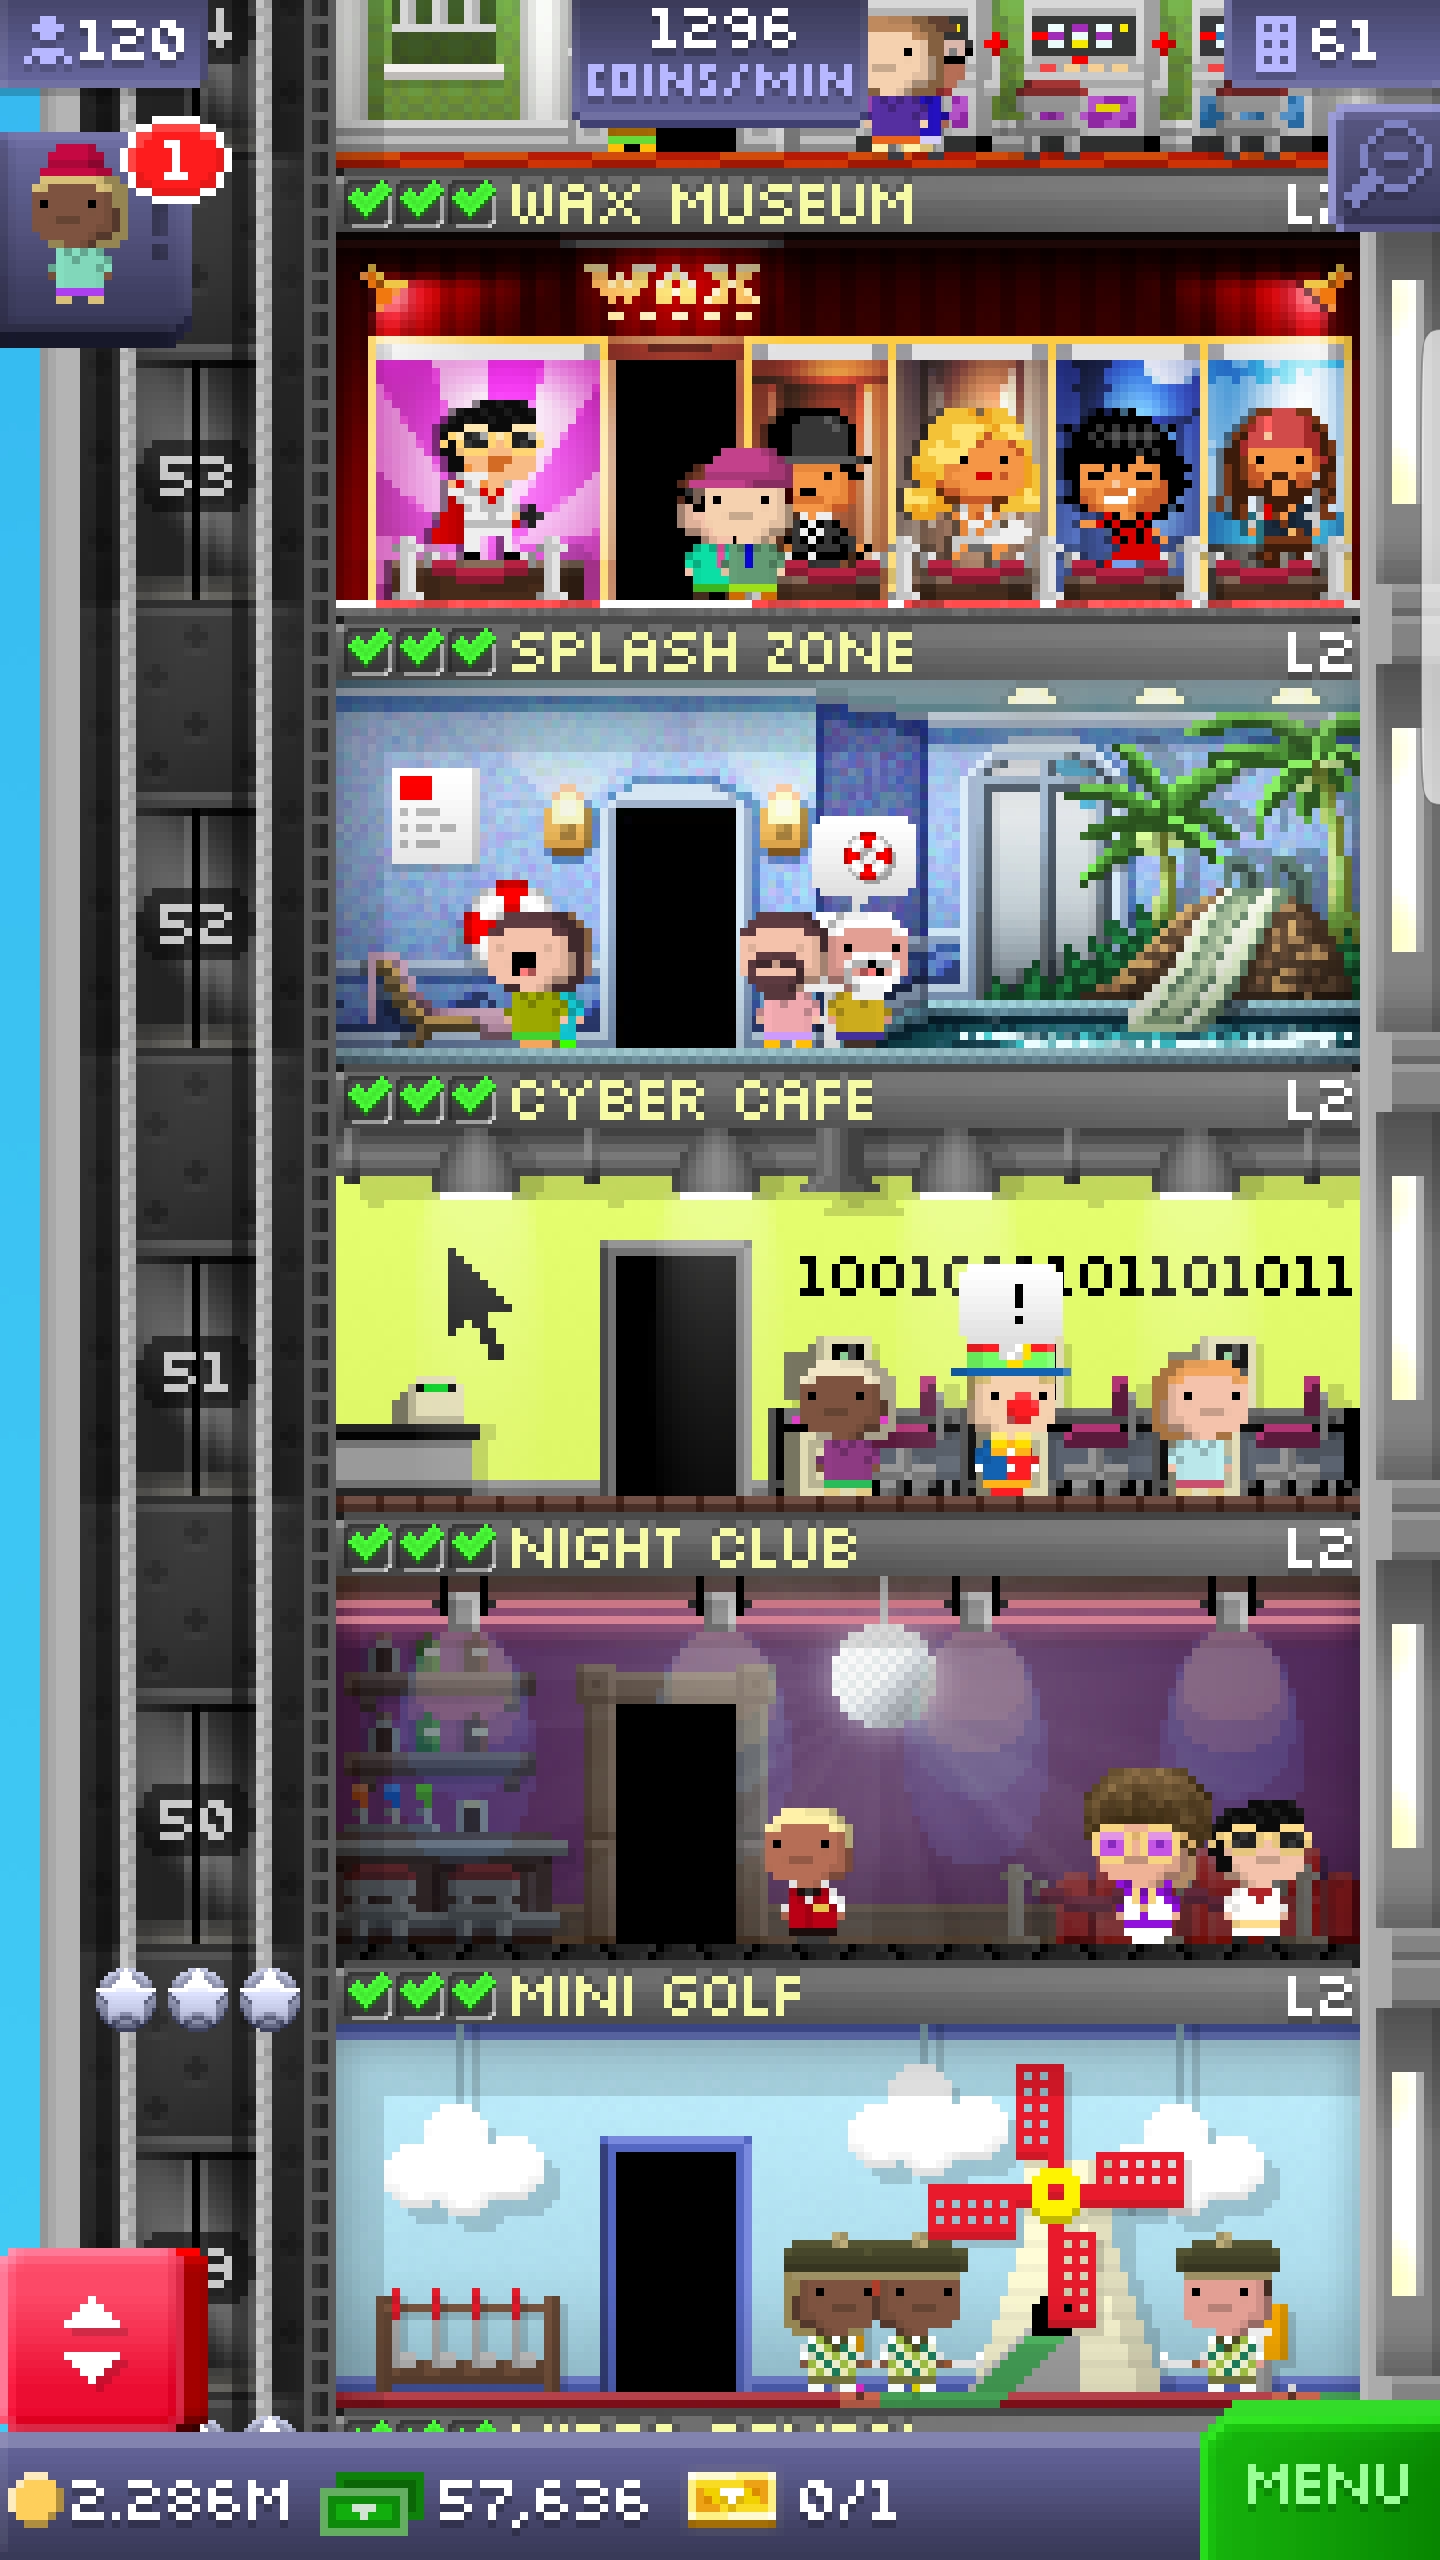 120
1296
COINS/MIN
61
1
WAX MUSEUM
WAX
53
SPLASH ZONE L2
52
CYBER CAFE L2
51
!
NIGHT CLUB L2
50
MINI GOLF L2
2.286M 57,636 0/1 MENU